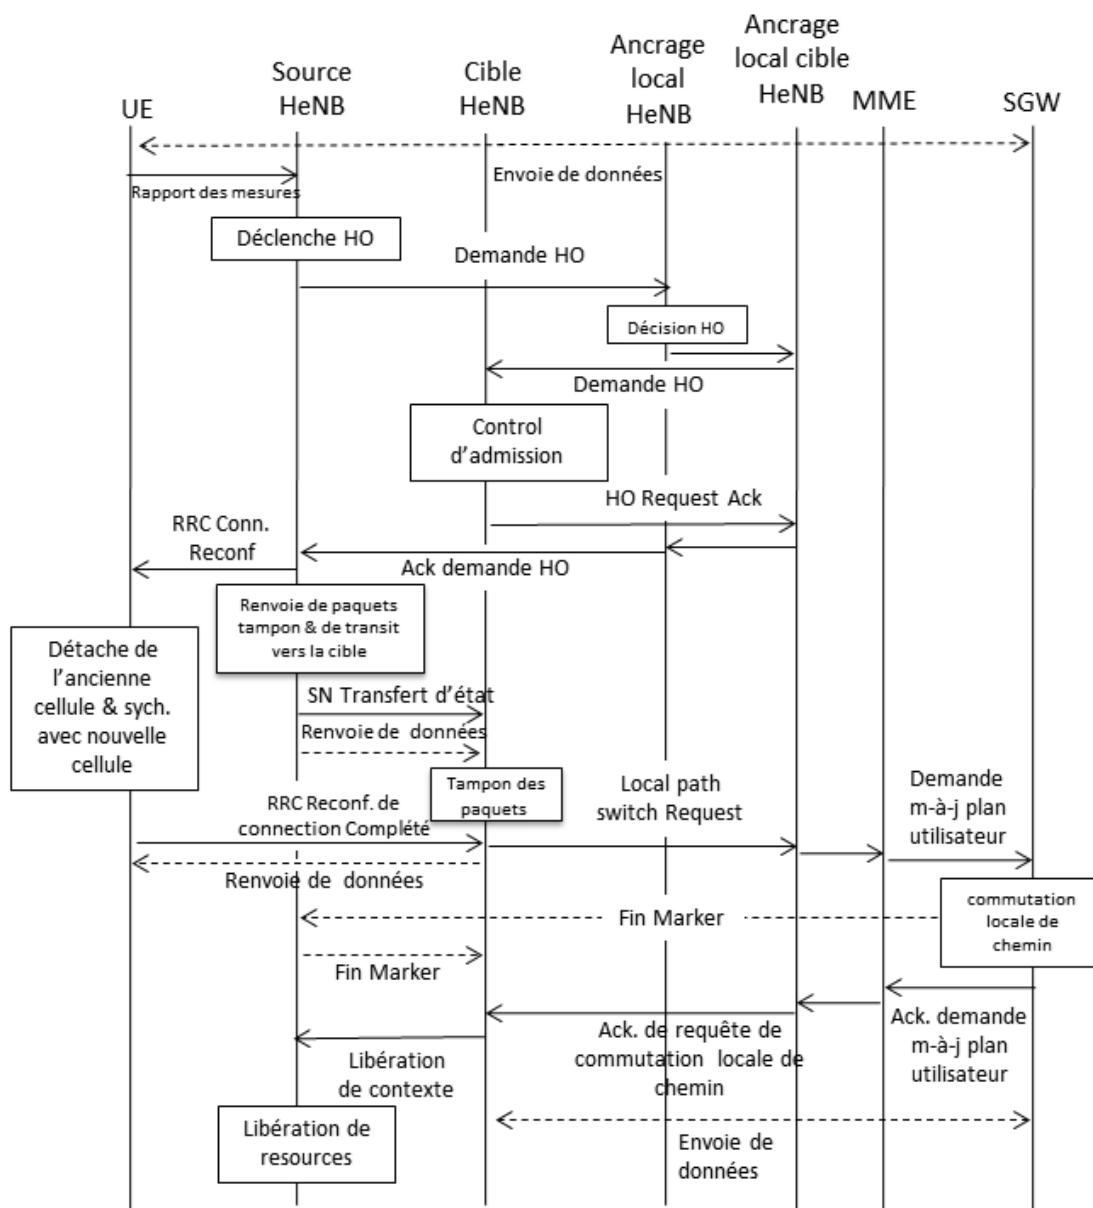 UE
Source
HeNB
Cible
HeNB
Ancrage
local
HeNB
Ancrage
local cible
HeNB
MME
SGW
Envoie de données
Rapport des mesures
Déclenche HO
Demande HO
Décision HO
Demande HO
Control
d'admission
HO Request Ack
RRC Conn.
Reconf
Ack demande HO
Renvoie de paquets
tampon & de transit
vers la cible
Détache de
l'ancienne
cellule & sych.
avec nouvelle
cellule
SN Transfert d'état
Renvoie de données
Tampon des
paquets
RRC Reconf. de
connection Complété
Local path
switch Request
Demande
m-à-j plan
utilisateur
Renvoie de données
commutation
locale de
chemin
Fin Marker
Fin Marker
Ack. de requête de
commutation locale de
chemin
Ack. demande
m-à-j plan
utilisateur
Libération
de contexte
Libération de
resources
Envoie de
données